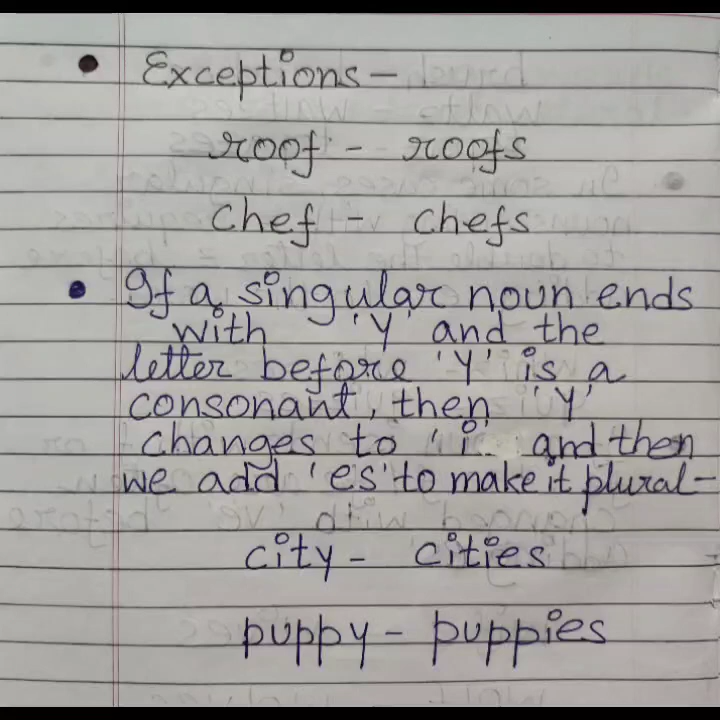 Exceptions -
roof - roofs
Chef - Chefs
If a singular noun ends
with 'Y' and the
letter before 'Y' is a
consonant, then 'Y'
changes to 'i and then
we add 'es' to make it plural -
city - cities
puppy - puppies